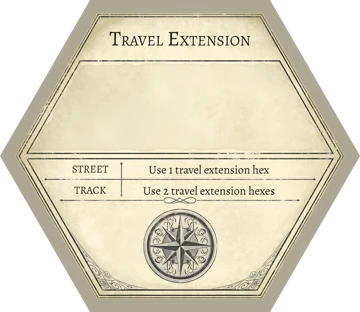 Travel Extension
STREET Use 1 travel extension hex
TRACK Use 2 travel extension hexes